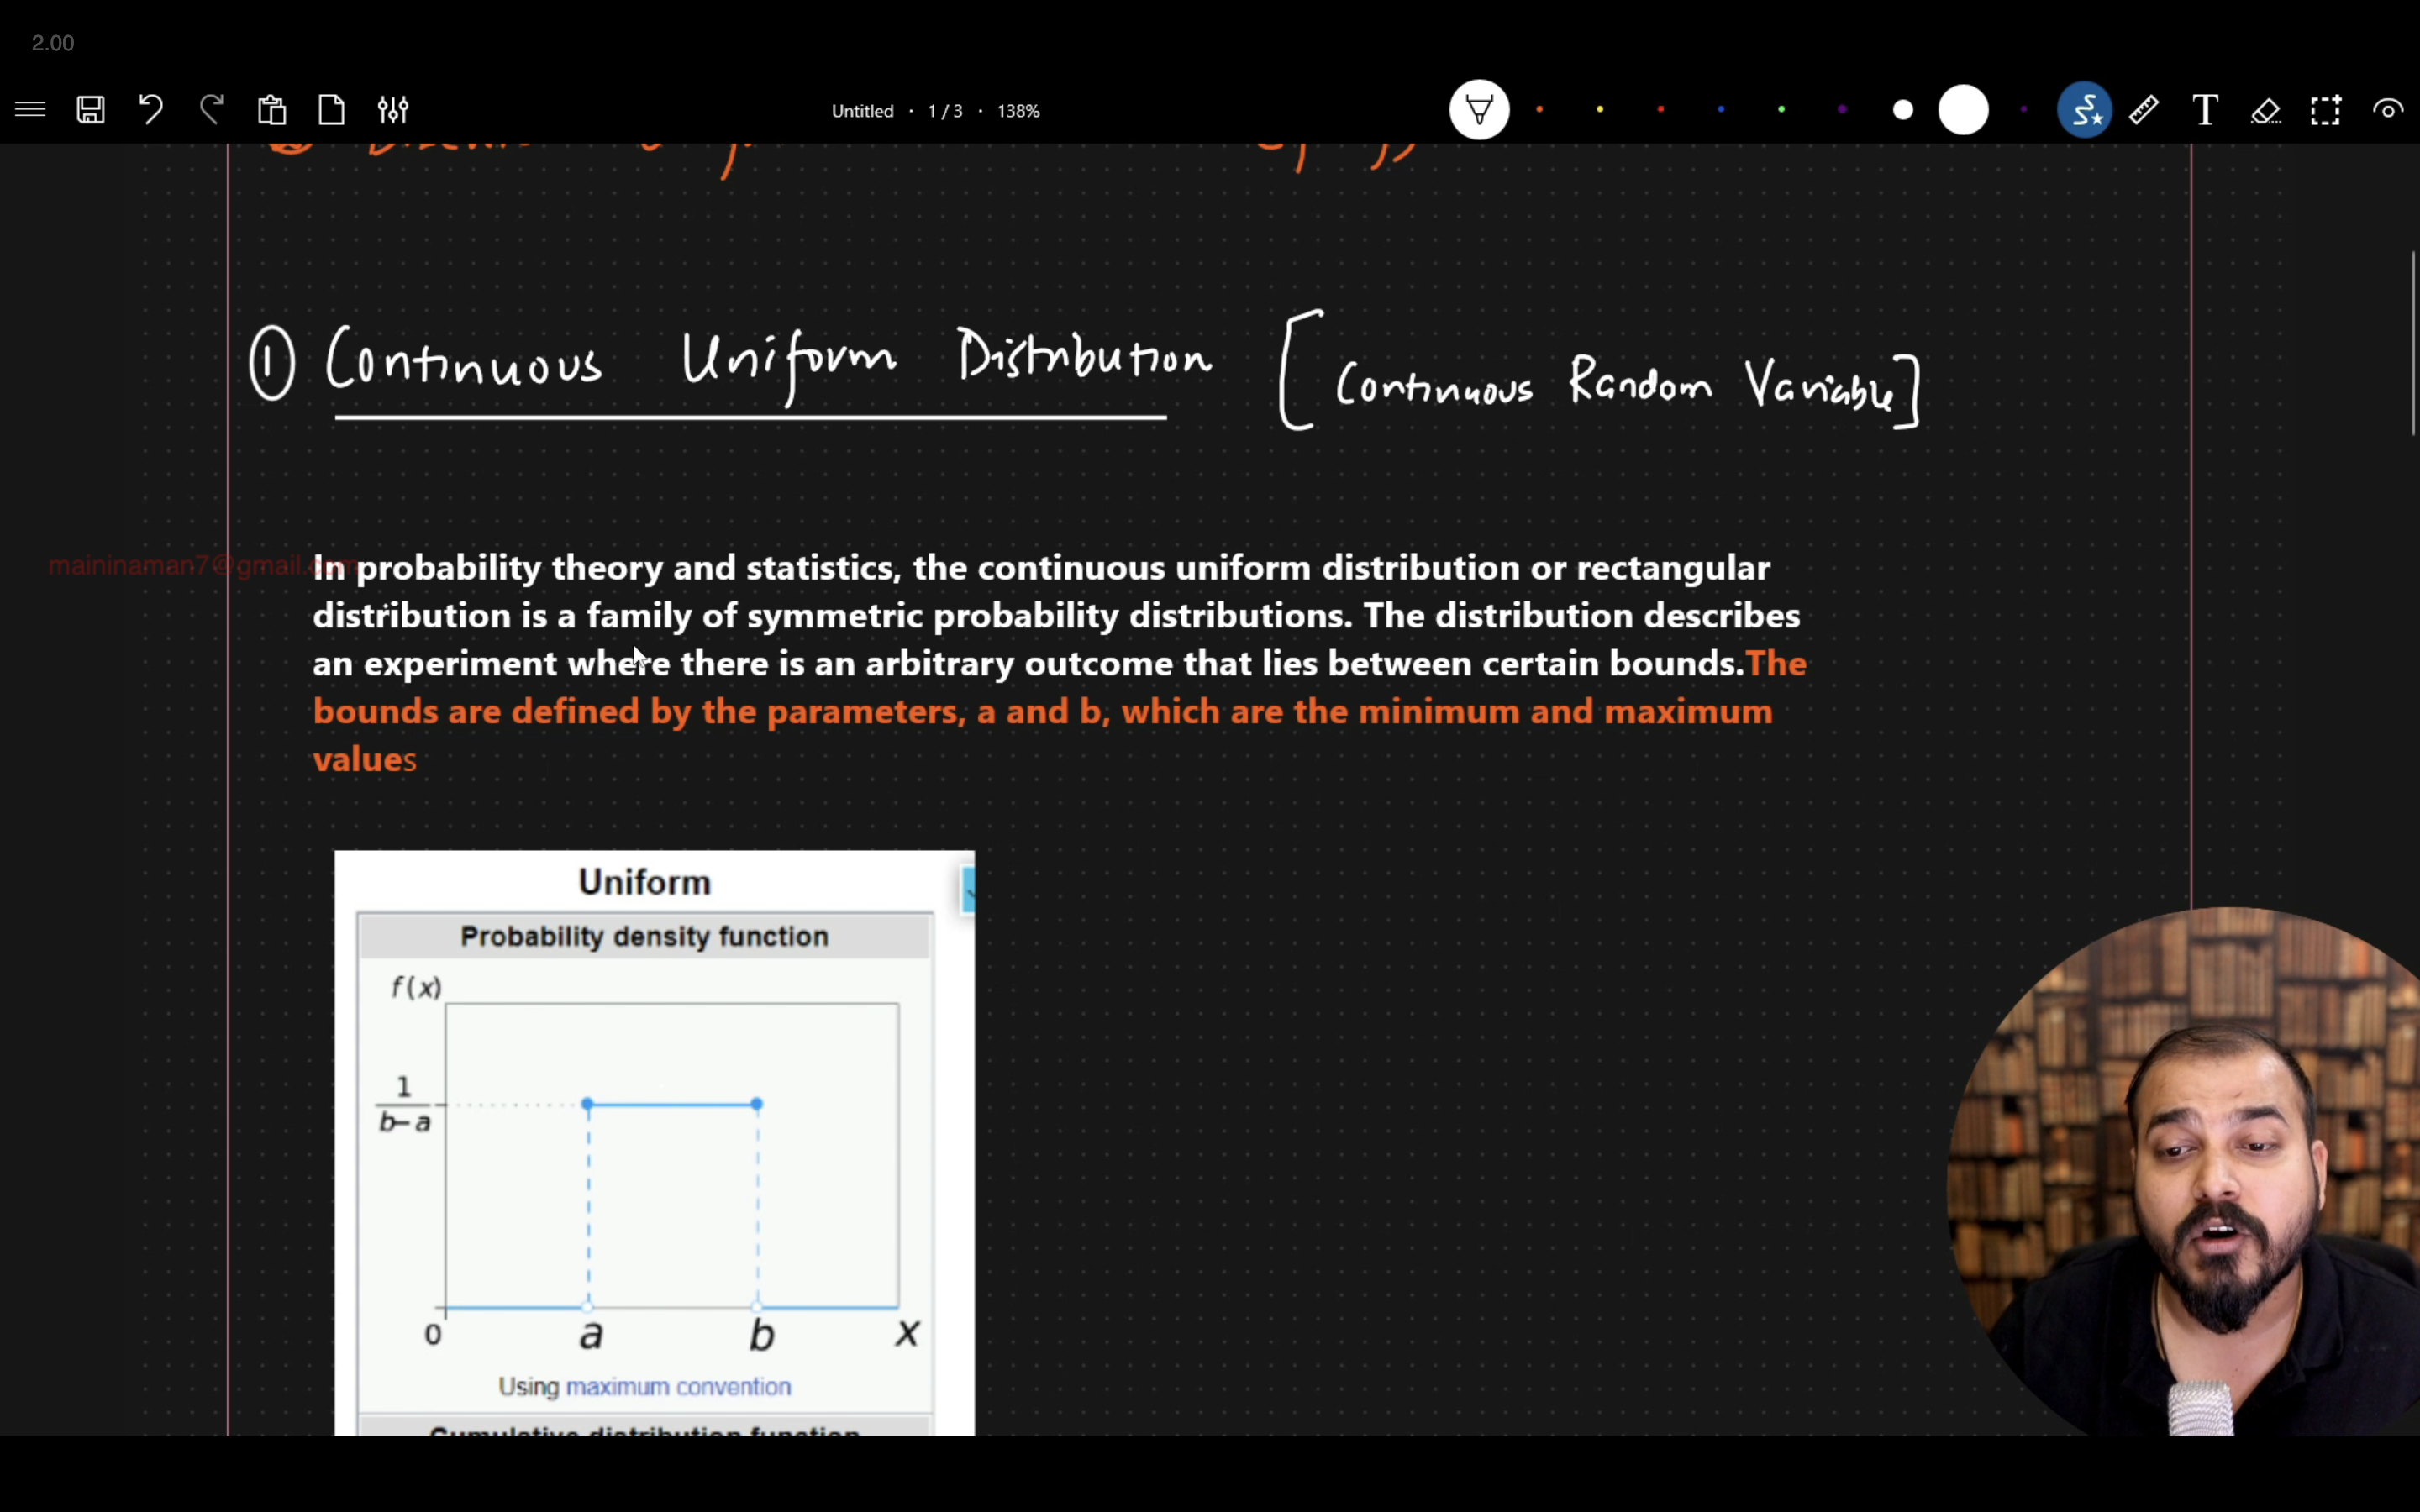 2.00
Untitled · 1 / 3 · 138%
① Continuous Uniform Distribution [Continuous Random Variable]
maininaman7@gmail.com
In probability theory and statistics, the continuous uniform distribution or rectangular
distribution is a family of symmetric probability distributions. The distribution describes
an experiment where there is an arbitrary outcome that lies between certain bounds.The
bounds are defined by the parameters, a and b, which are the minimum and maximum
values
Uniform
Probability density function
f(x)
1
b-a
0 a b x
Using maximum convention
Cumulative distribution function